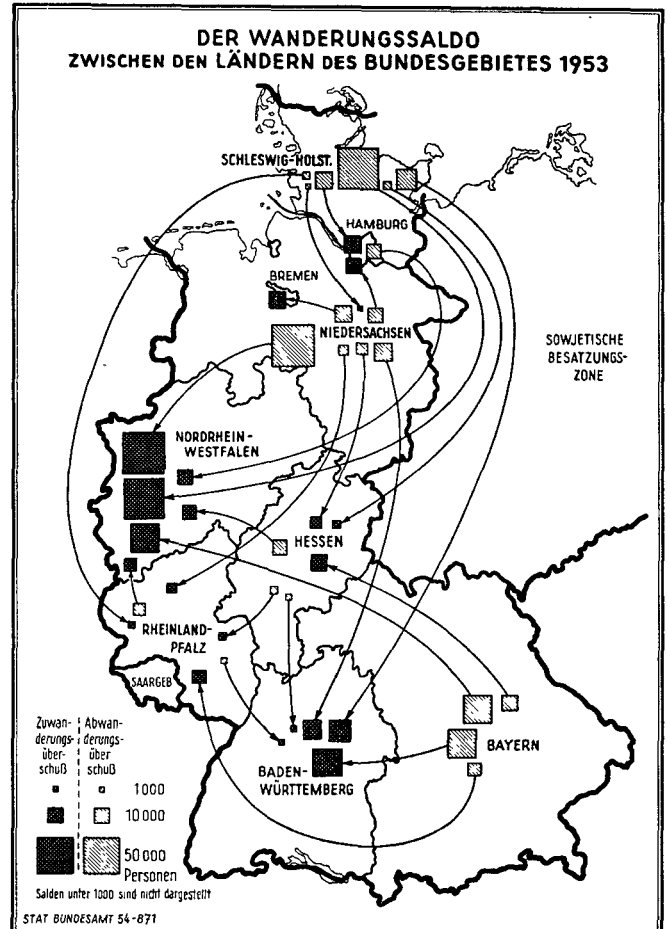 DER WANDERUNGSSALDO
ZWISCHEN DEN LÄNDERN DES BUNDESGEBIETES 1953
SCHLESWIG-HOLST.
HAMBURG
BREMEN
NIEDERSACHSEN
SOWJETISCHE
BESATZUNGS-
ZONE
NORDRHEIN-
WESTFALEN
HESSEN
RHEINLAND-
PFALZ
SAARGEB
BAYERN
BADEN-
WÜRTTEMBERG
Zuwan-
derungs-
über-
schuß
Abwan-
derungs-
über
schuß
1000
10 000
50 000
Personen
Salden unter 1000 sind nicht dargestellt
STAT BUNDESAMT 54-871